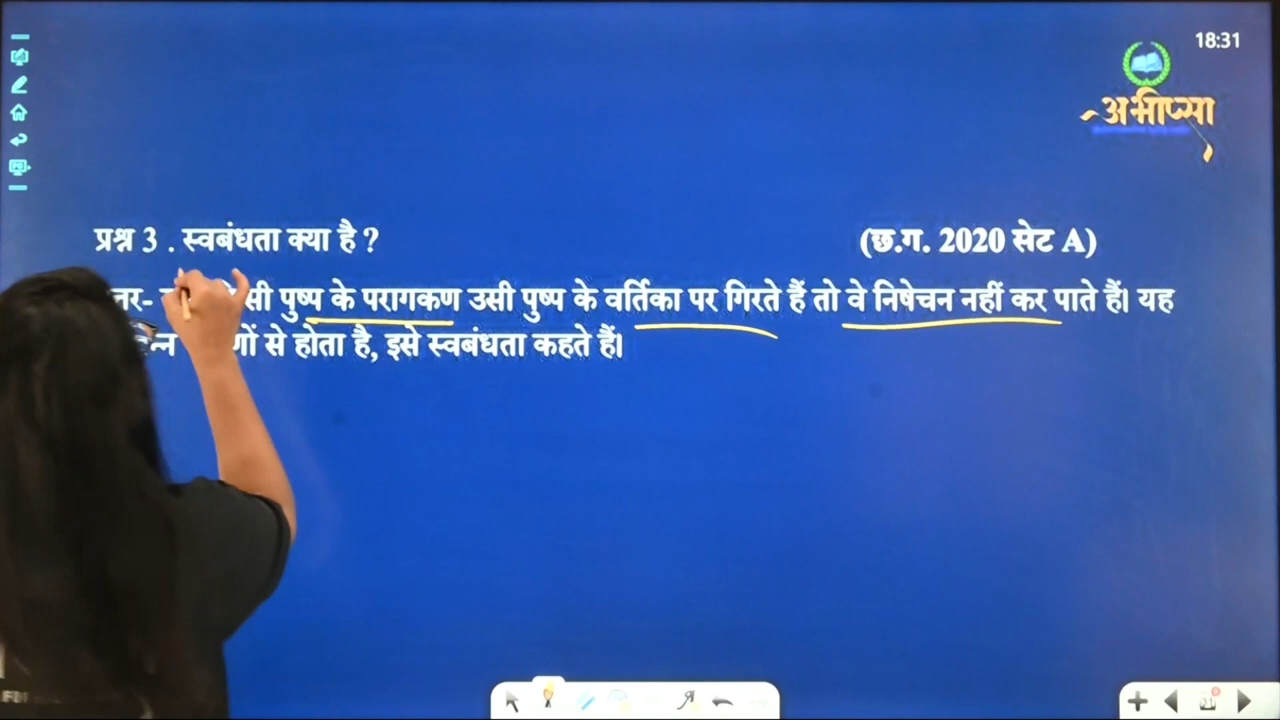 18:31
अभीप्सा
प्रश्न 3 . स्वबंधता क्या है ? (छ.ग. 2020 सेट A)
पुष्प के परागकण उसी पुष्प के वर्तिका पर गिरते हैं तो वे निषेचन नहीं कर पाते हैं। यह
से होता है, इसे स्वबंधता कहते हैं।